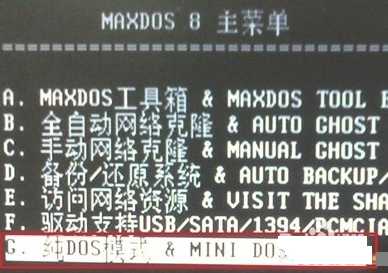 MAXDOS 8 主菜单
A. MAXDOS工具箱 & MAXDOS TOOL
B. 全自动网络克隆 & AUTO GHOST
C. 手动网络克隆 & MANUAL GHOST
D. 备份/还原系统 & AUTO BACKUP/
E. 访问网络资源 & VISIT THE SHA
F. 驱动支持USB/SATA/1394/PCMCIA
G. 纯DOS模式 & MINI DOS